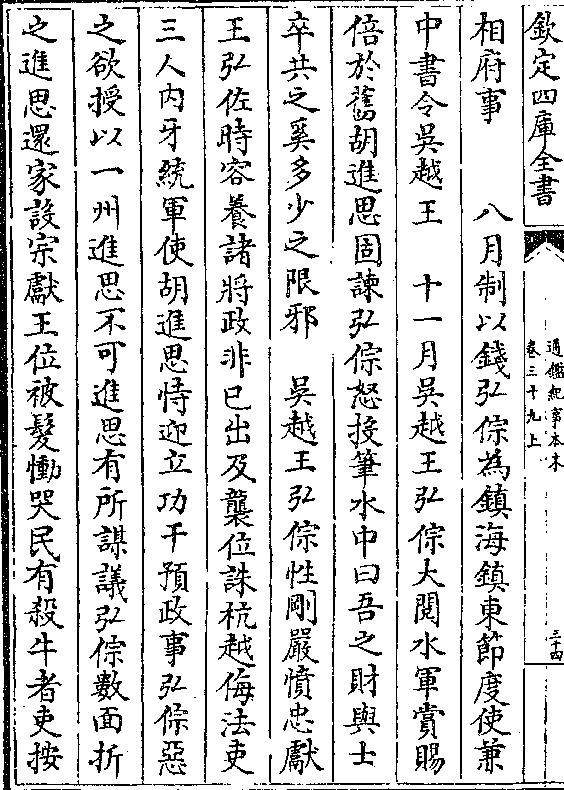 欽定四庫全書
通鑑紀事本末
卷三十九上
三十四
相府事　八月制以錢弘倧為鎮海鎮東節度使兼
中書令吳越王　十一月吳越王弘倧大閱水軍賞賜
倍於舊胡進思固諫弘倧怒投筆水中曰吾之財與士
卒共之奚多少之限邪　吳越王弘倧性剛嚴憤忠獻
王弘佐時容養諸將政非已出及襲位誅杭越侮法吏
三人内牙統軍使胡進思恃迎立功干預政事弘倧惡
之欲授以一州進思不可進思有所謀議弘倧數面折
之進思還家設宗獻王位被髮慟哭民有殺牛者吏按